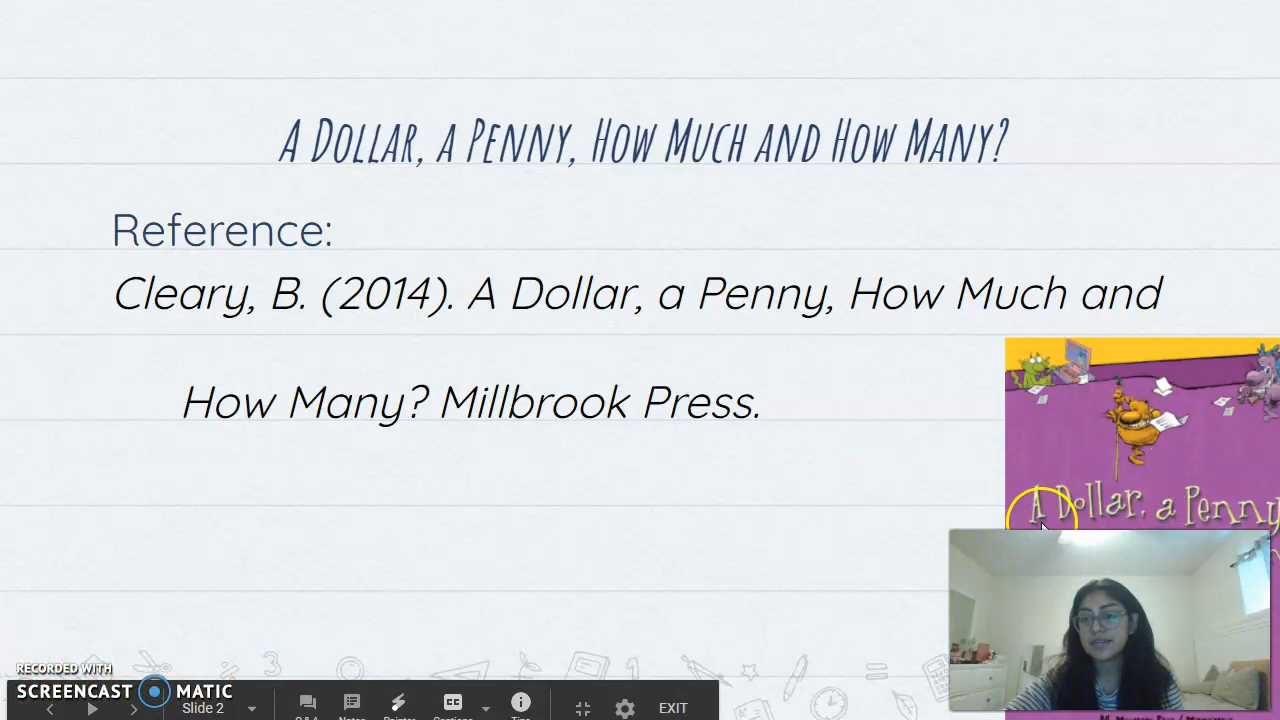 A DOLLAR, A PENNY, HOW MUCH AND HOW MANY?
Reference:
Cleary, B. (2014). A Dollar, a Penny, How Much and
How Many? Millbrook Press.
A Dollar, a Penny
RECORDED WITH
SCREENCAST MATIC
Slide 2
EXIT